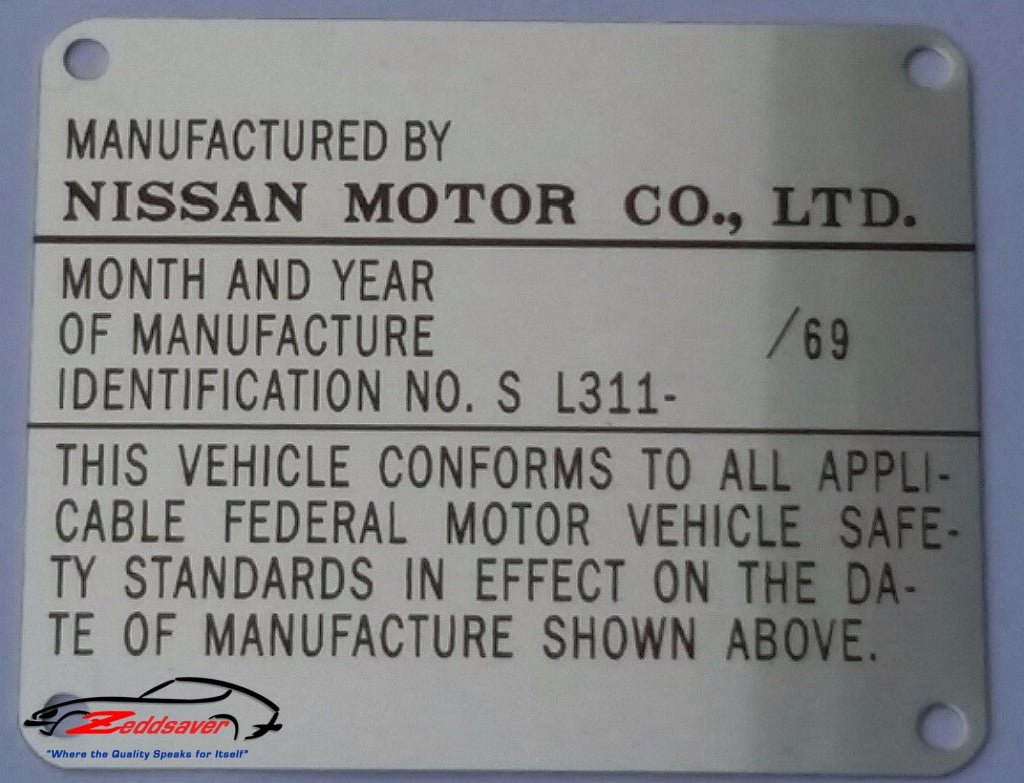 MANUFACTURED BY
NISSAN MOTOR CO., LTD.
MONTH AND YEAR
OF MANUFACTURE /69
IDENTIFICATION NO. S L311-
THIS VEHICLE CONFORMS TO ALL APPLI-
CABLE FEDERAL MOTOR VEHICLE SAFE-
TY STANDARDS IN EFFECT ON THE DA-
TE OF MANUFACTURE SHOWN ABOVE.
Zeddsaver
"Where the Quality Speaks for Itself"